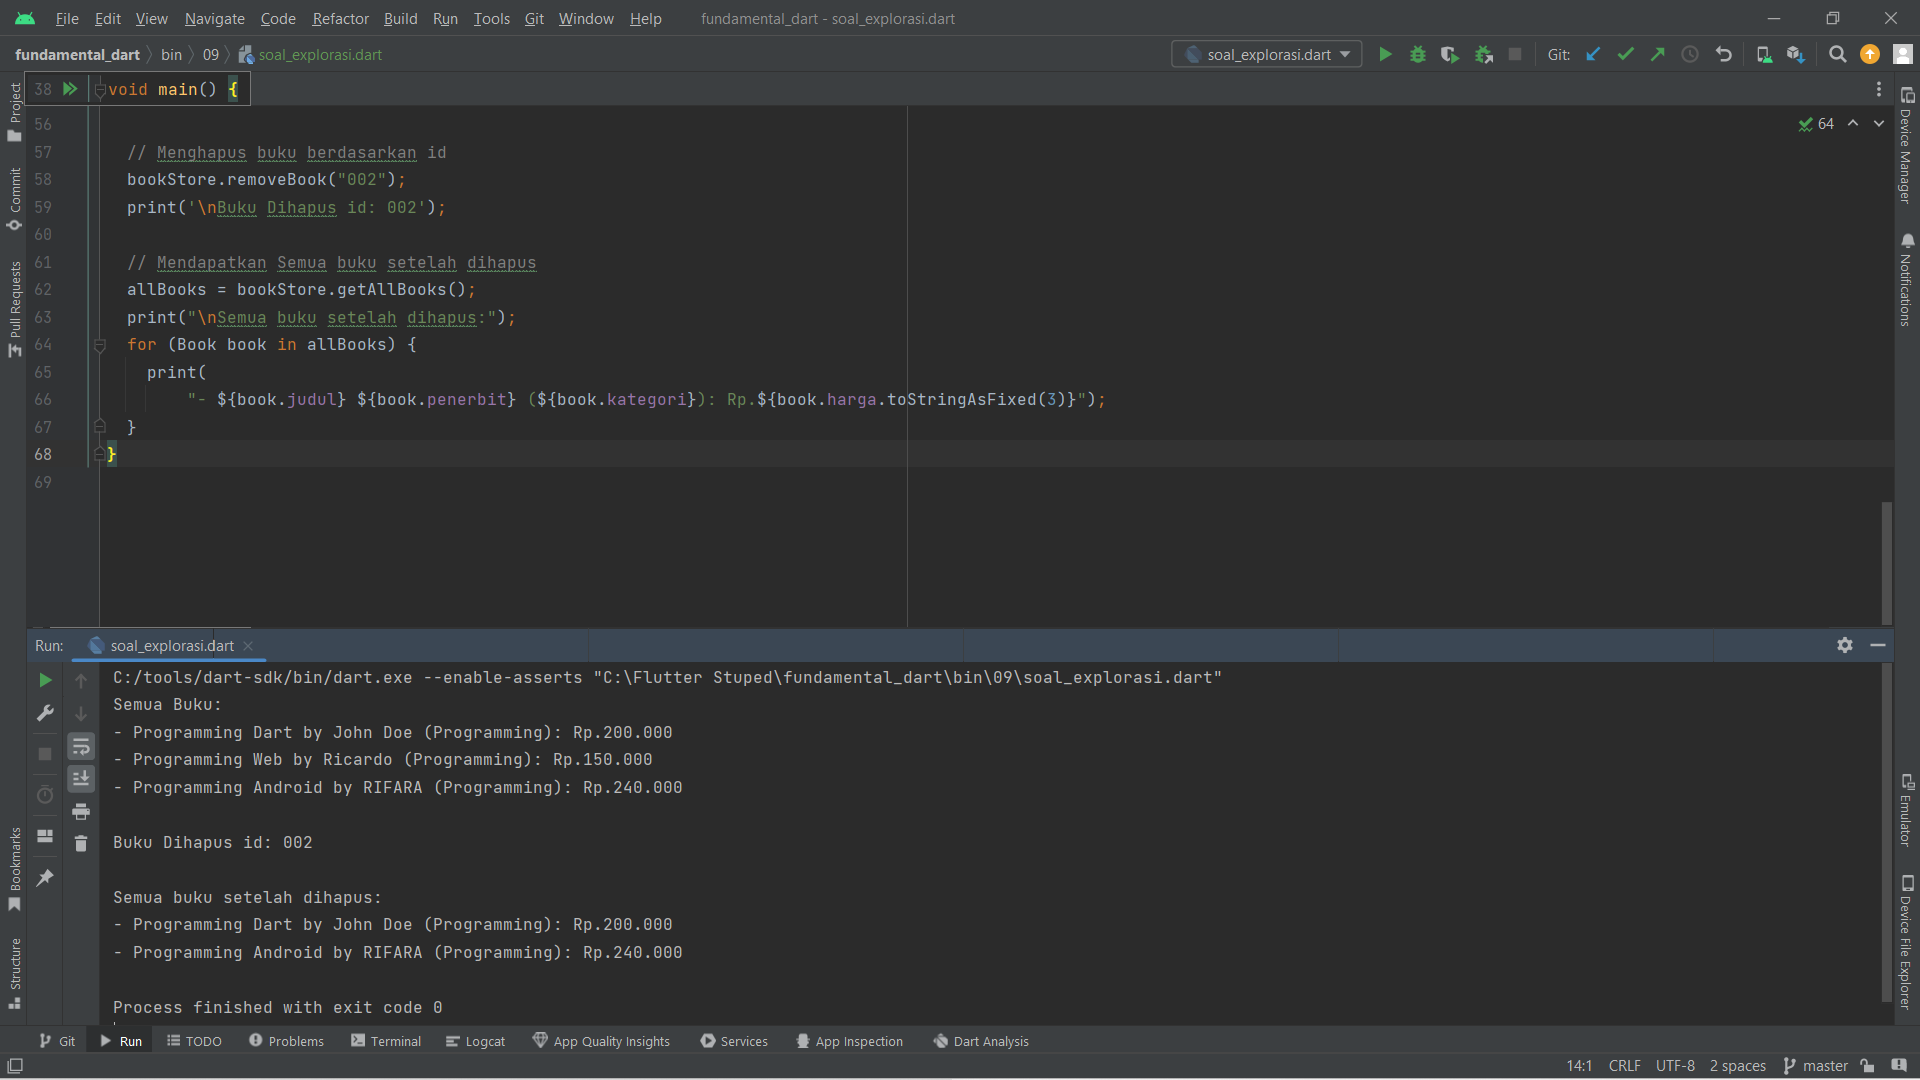 File Edit View Navigate Code Refactor Build Run Tools Git Window Help fundamental_dart - soal_explorasi.dart
fundamental_dart bin 09 soal_explorasi.dart soal_explorasi.dart Git:
38 void main() {
56 64
57 // Menghapus buku berdasarkan id
58 bookStore.removeBook("002");
59 print('\nBuku Dihapus id: 002');
60
61 // Mendapatkan Semua buku setelah dihapus
62 allBooks = bookStore.getAllBooks();
63 print("\nSemua buku setelah dihapus:");
64 for (Book book in allBooks) {
65 print(
66 "- ${book.judul} ${book.penerbit} (${book.kategori}): Rp.${book.harga.toStringAsFixed(3)}");
67 }
68 }
69
Project
Commit
Pull Requests
Bookmarks
Structure
Device Manager
Notifications
Emulator
Device File Explorer
Run: soal_explorasi.dart
C:/tools/dart-sdk/bin/dart.exe --enable-asserts "C:\Flutter Stuped\fundamental_dart\bin\09\soal_explorasi.dart"
Semua Buku:
- Programming Dart by John Doe (Programming): Rp.200.000
- Programming Web by Ricardo (Programming): Rp.150.000
- Programming Android by RIFARA (Programming): Rp.240.000
Buku Dihapus id: 002
Semua buku setelah dihapus:
- Programming Dart by John Doe (Programming): Rp.200.000
- Programming Android by RIFARA (Programming): Rp.240.000
Process finished with exit code 0
Git Run TODO Problems Terminal Logcat App Quality Insights Services App Inspection Dart Analysis
14:1 CRLF UTF-8 2 spaces master